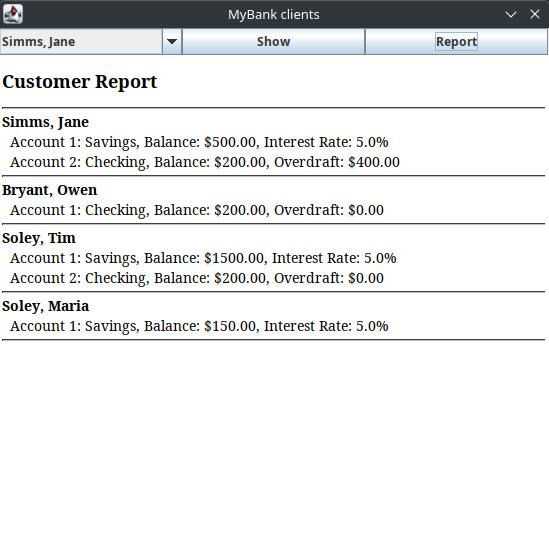 MyBank clients
Simms, Jane Show Report
Customer Report
Simms, Jane
Account 1: Savings, Balance: $500.00, Interest Rate: 5.0%
Account 2: Checking, Balance: $200.00, Overdraft: $400.00
Bryant, Owen
Account 1: Checking, Balance: $200.00, Overdraft: $0.00
Soley, Tim
Account 1: Savings, Balance: $1500.00, Interest Rate: 5.0%
Account 2: Checking, Balance: $200.00, Overdraft: $0.00
Soley, Maria
Account 1: Savings, Balance: $150.00, Interest Rate: 5.0%